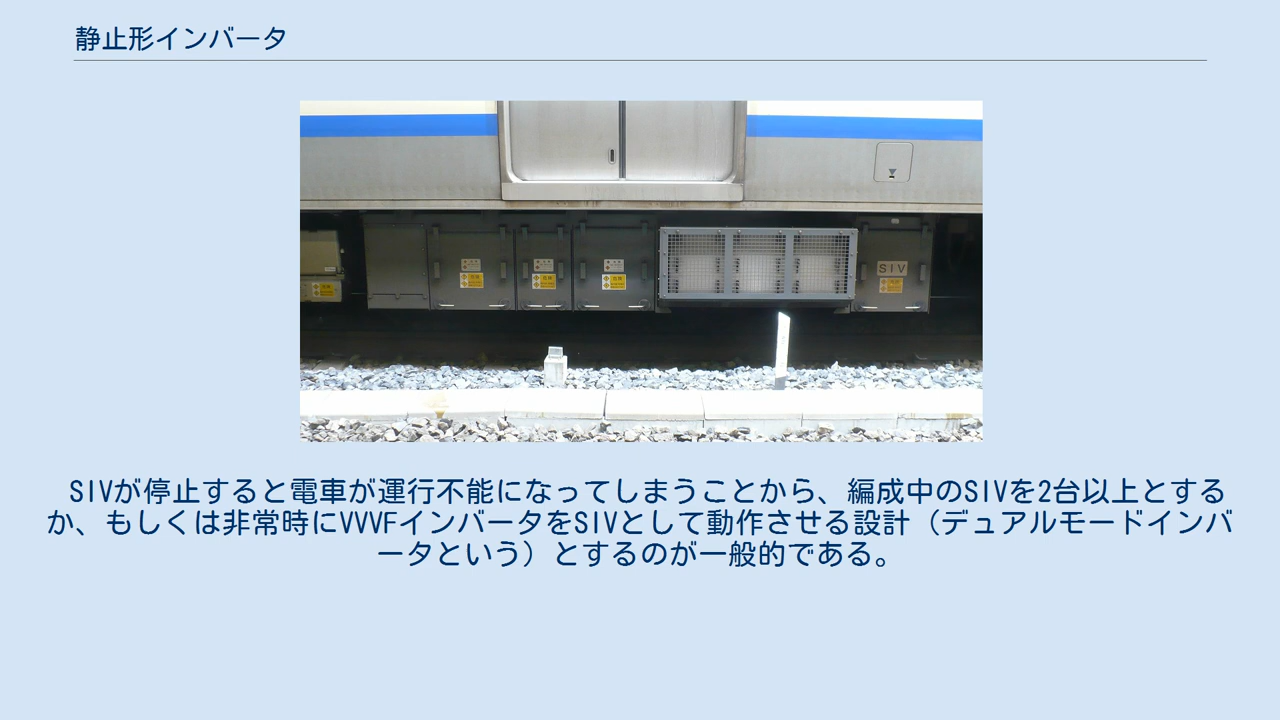 静止形インバータ
SIV
SIVが停止すると電車が運行不能になってしまうことから、編成中のSIVを2台以上とする
か、もしくは非常時にVVVFインバータをSIVとして動作させる設計（デュアルモードインバ
ータという）とするのが一般的である。